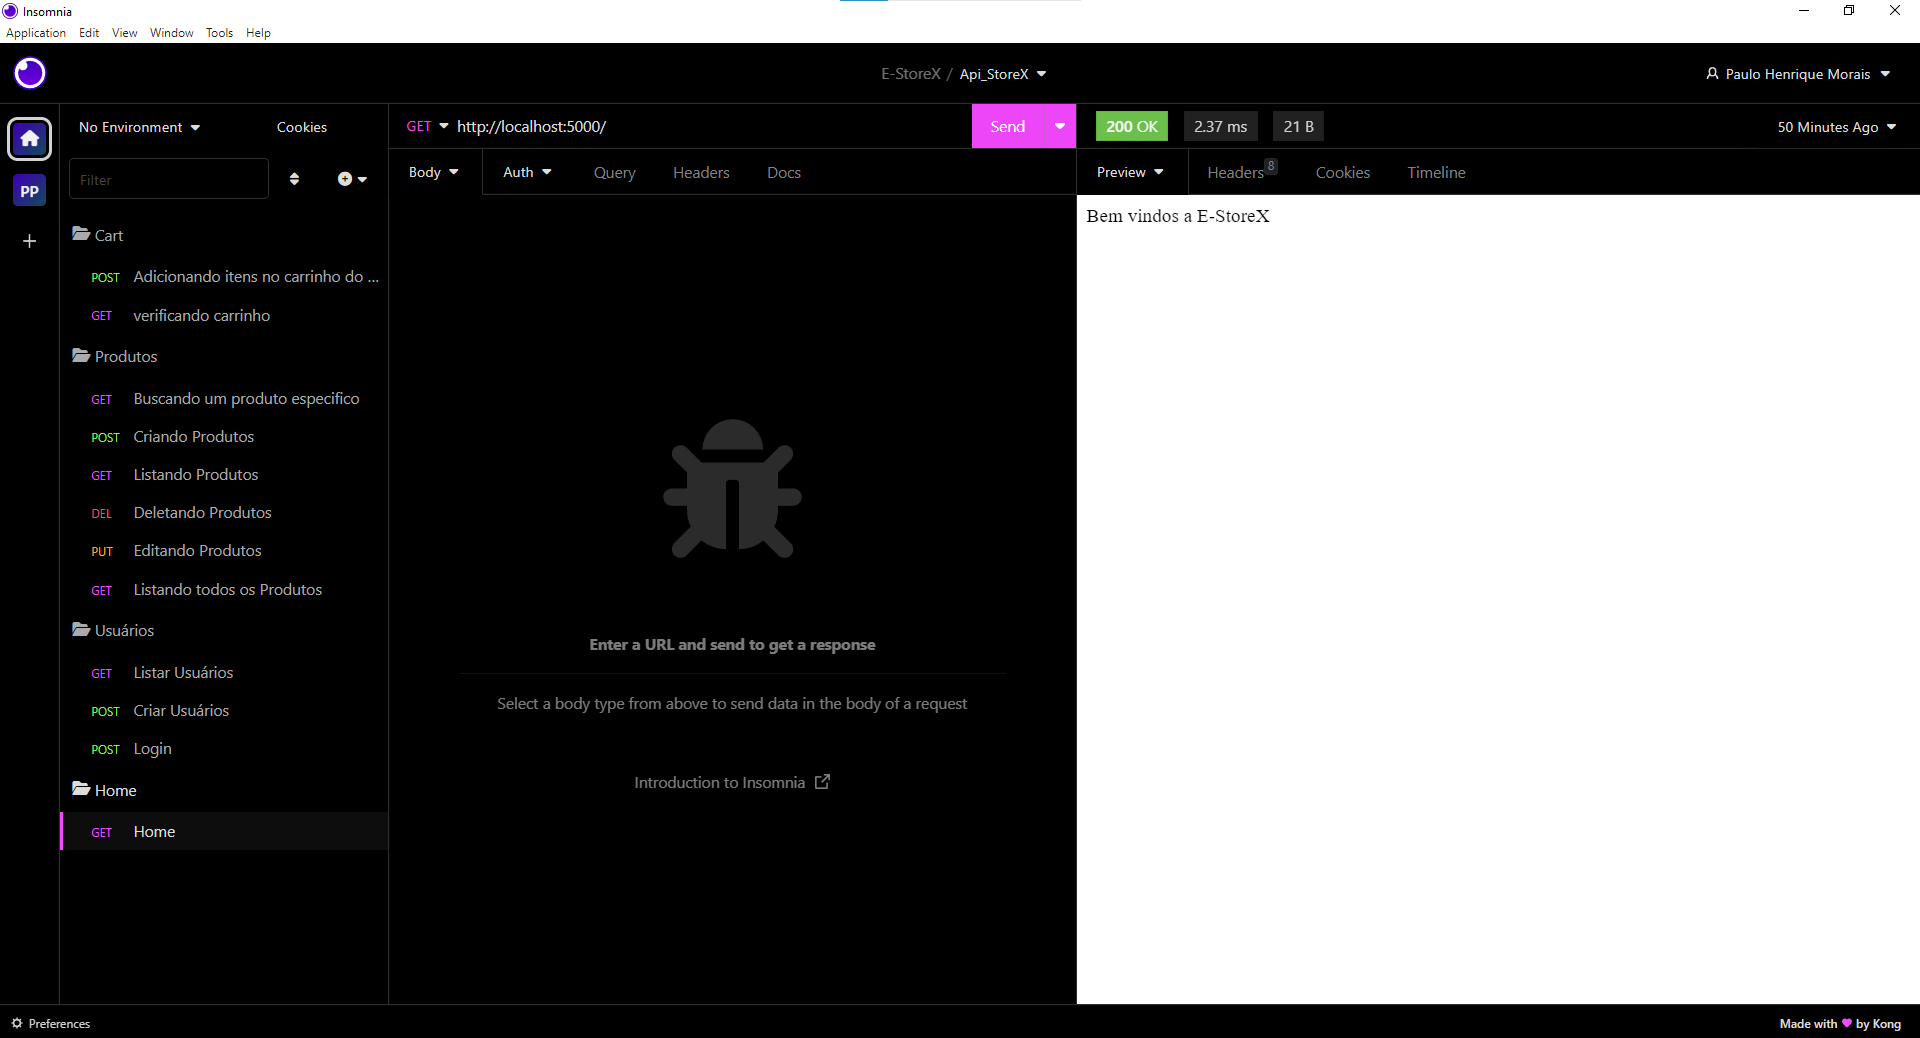 Insomnia
Application Edit View Window Tools Help
E-StoreX / Api_StoreX
Paulo Henrique Morais
No Environment
Cookies
GET http://localhost:5000/
Send
200 OK
2.37 ms
21 B
50 Minutes Ago
PP
Filter
Body
Auth
Query
Headers
Docs
Preview
Headers 8
Cookies
Timeline
Bem vindos a E-StoreX
Cart
POST Adicionando itens no carrinho do ...
GET verificando carrinho
Produtos
GET Buscando um produto especifico
POST Criando Produtos
GET Listando Produtos
DEL Deletando Produtos
PUT Editando Produtos
GET Listando todos os Produtos
Usuários
GET Listar Usuários
POST Criar Usuários
POST Login
Home
GET Home
Enter a URL and send to get a response
Select a body type from above to send data in the body of a request
Introduction to Insomnia
Preferences
Made with ♥ by Kong